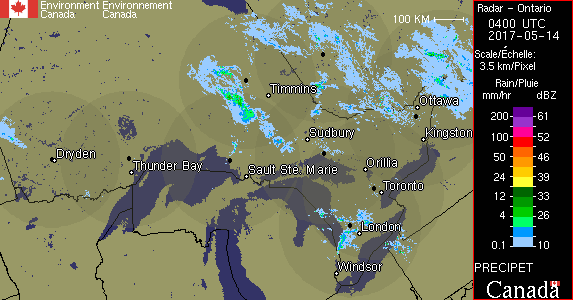 Environment Environnement
Canada Canada
100 KM
Timmins
Ottawa
Sudbury
Kingston
Dryden
Thunder Bay
Sault Ste. Marie
Orillia
Toronto
London
Windsor
Radar - Ontario
0400 UTC
2017-05-14
Scale/Échelle:
3.5 km/Pixel
Rain/Pluie
mm/hr dBZ
200 61
100 56
100 52
50 46
24 39
12 33
4 26
0.1 10
PRECIPET
Canada